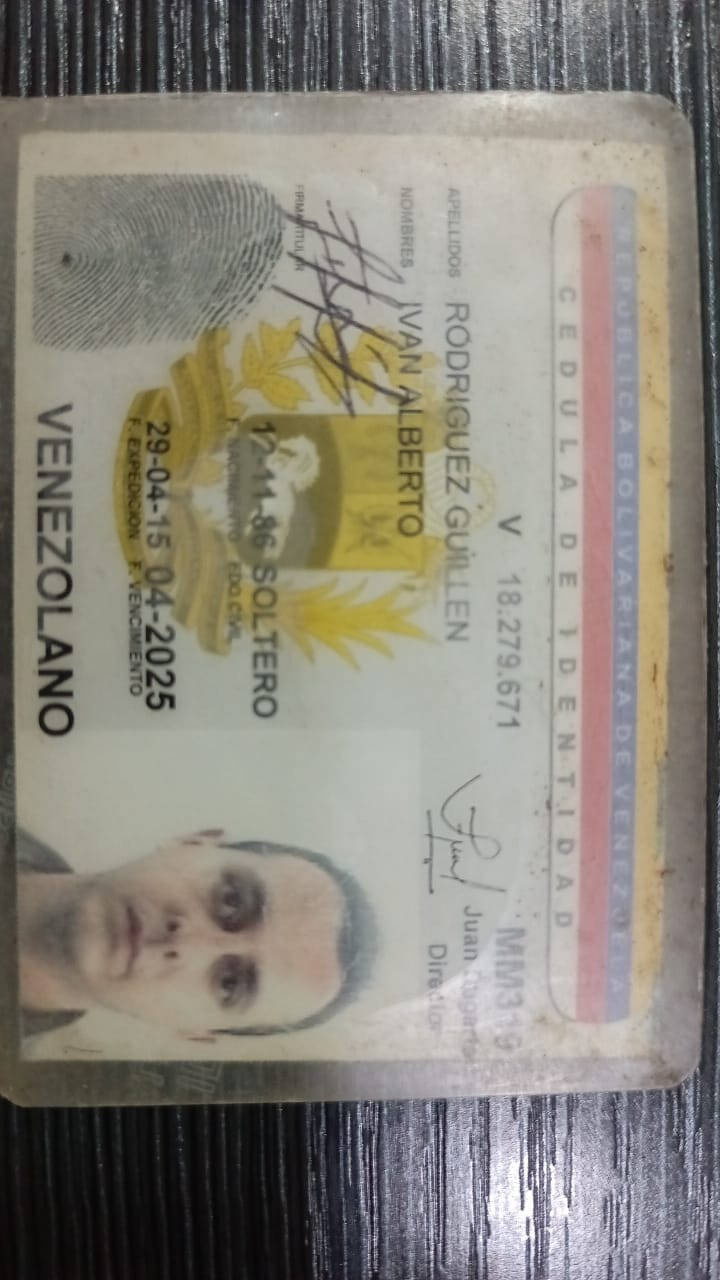 REPUBLICA BOLIVARIANA DE VENEZUELA
CEDULA DE IDENTIDAD
V 18.279.671 MM319
APELLIDOS RODRIGUEZ GUILLEN
Juan
Director
NOMBRES IVAN ALBERTO
FIRMA TITULAR
12-11-86 SOLTERO
F. NACIMIENTO EDO CIVIL
29-04-15 04-2025
F. EXPEDICION F. VENCIMIENTO
VENEZOLANO